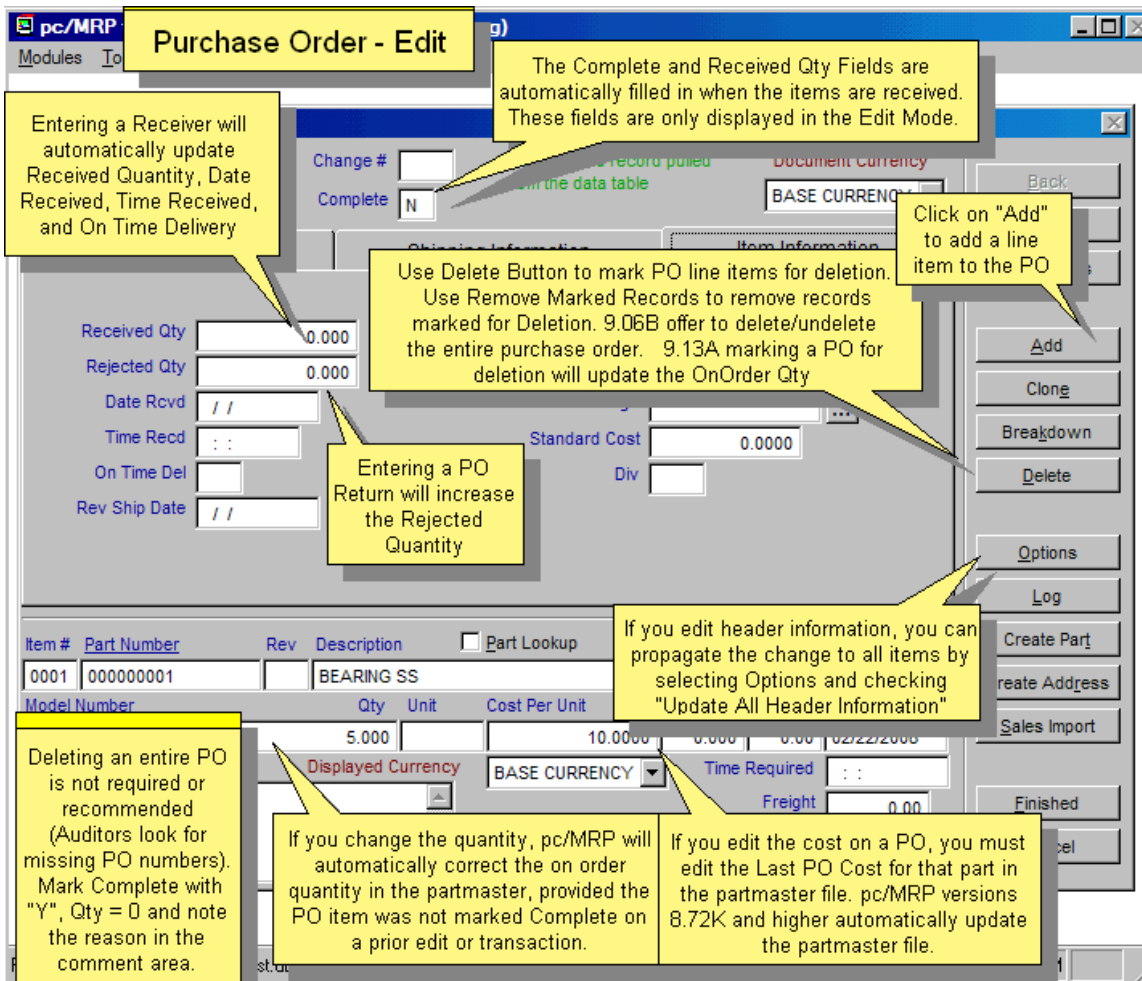 pc/MRP
g)
Purchase Order - Edit
Modules
The Complete and Received Qty Fields are
automatically filled in when the items are received.
These fields are only displayed in the Edit Mode.
Entering a Receiver will
automatically update
Received Quantity, Date
Received, Time Received,
and On Time Delivery
Change #
record pulled
the data table
Complete N
Document Currency
BASE CURRENCY
Back
Click on "Add"
to add a line
item to the PO
Shipping Information
Item Information
Use Delete Button to mark PO line items for deletion.
Use Remove Marked Records to remove records
marked for Deletion. 9.06B offer to delete/undelete
the entire purchase order. 9.13A marking a PO for
deletion will update the OnOrder Qty
Received Qty 0.000
Rejected Qty 0.000
Date Rcvd / /
Time Recd : :
On Time Del
Rev Ship Date / /
...
Standard Cost 0.0000
Div
Entering a PO
Return will increase
the Rejected
Quantity
Add
Clone
Breakdown
Delete
Options
Log
Create Part
reate Address
Sales Import
Finished
cel
If you edit header information, you can
propagate the change to all items by
selecting Options and checking
"Update All Header Information"
Item # Part Number Rev Description Part Lookup
0001 000000001 BEARING SS
Model Number Qty Unit Cost Per Unit
5.000 10.0000 0.000 0.00 02/22/2008
Displayed Currency BASE CURRENCY Time Required : :
Freight 0.00
Deleting an entire PO
is not required or
recommended
(Auditors look for
missing PO numbers).
Mark Complete with
"Y", Qty = 0 and note
the reason in the
comment area.
If you change the quantity, pc/MRP will
automatically correct the on order
quantity in the partmaster, provided the
PO item was not marked Complete on
a prior edit or transaction.
If you edit the cost on a PO, you must
edit the Last PO Cost for that part in
the partmaster file. pc/MRP versions
8.72K and higher automatically update
the partmaster file.